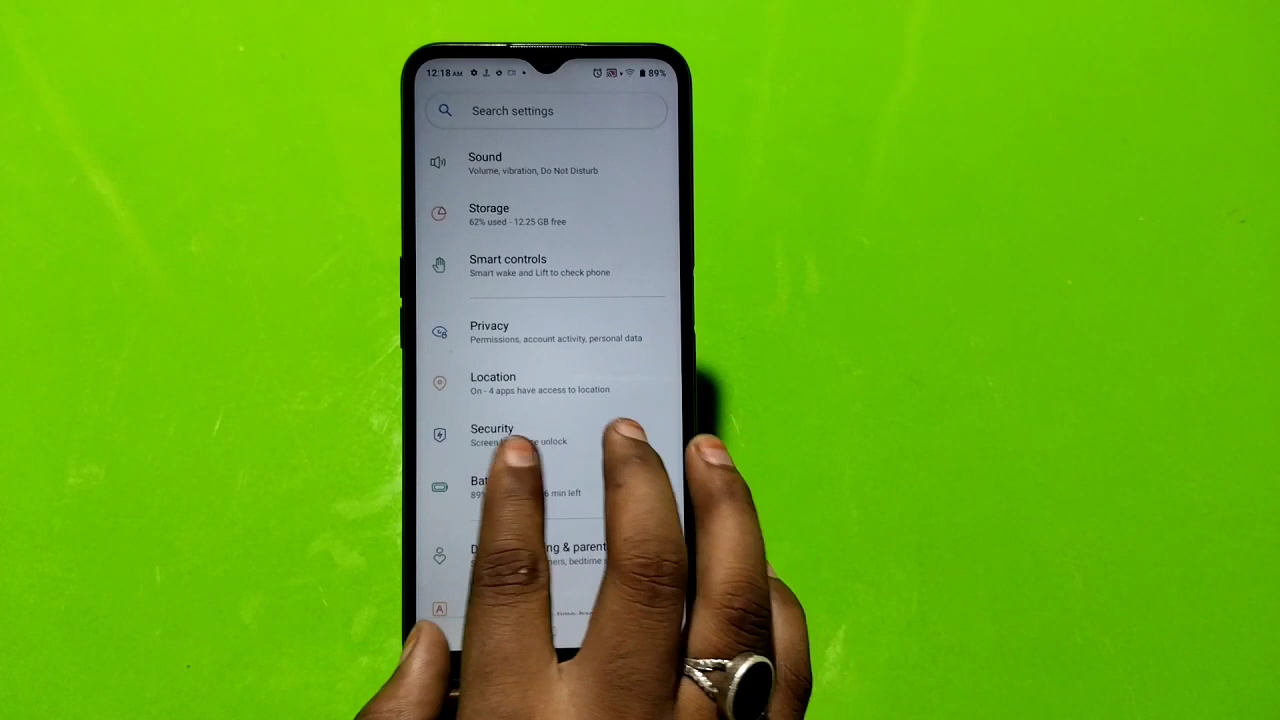 12:18 AM 89%
Search settings
Sound
Volume, vibration, Do Not Disturb
Storage
62% used - 12.25 GB free
Smart controls
Smart wake and Lift to check phone
Privacy
Permissions, account activity, personal data
Location
On - 4 apps have access to location
Security
Screen unlock
89% min left
& parent
bedtime
A